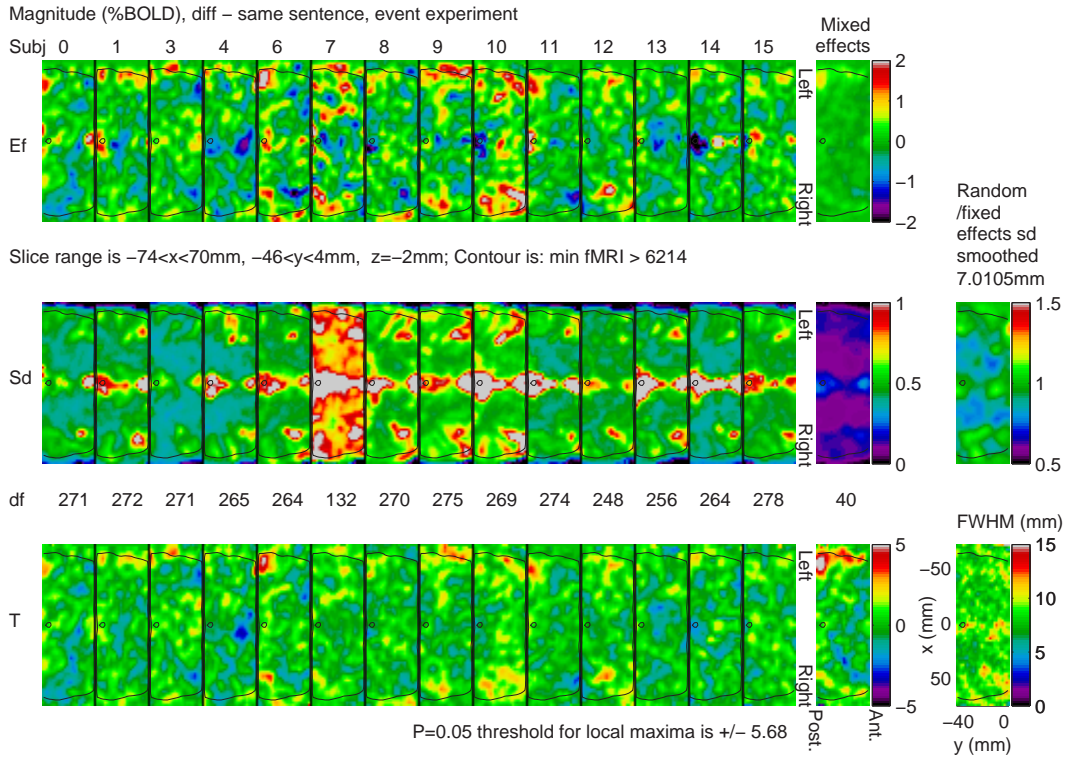 Magnitude (%BOLD), diff − same sentence, event experiment
Subj 0 1 3 4 6 7 8 9 10 11 12 13 14 15
Mixed
effects
Ef
Left
Right
2
1
0
−1
−2
Slice range is −74<x<70mm, −46<y<4mm, z=−2mm; Contour is: min fMRI > 6214
Random
/fixed
effects sd
smoothed
7.0105mm
Sd
Left
Right
1
0.5
0
1.5
1
0.5
df 271 272 271 265 264 132 270 275 269 274 248 256 264 278 40
T
Left
Right
5
0
−5
Post.
Ant.
P=0.05 threshold for local maxima is +/− 5.68
FWHM (mm)
−50
0
50
x (mm)
−40 0
y (mm)
15
10
5
0